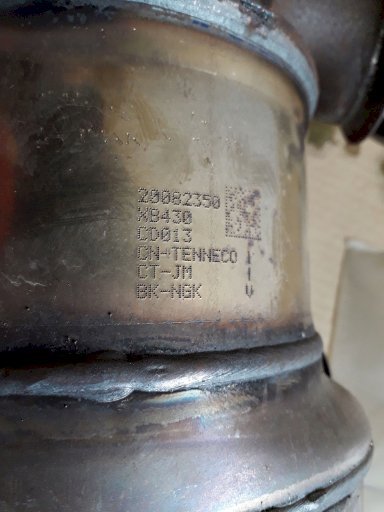 20082350
XB430
CD013
CN-TENNECO
CT-JM
BK-NGK